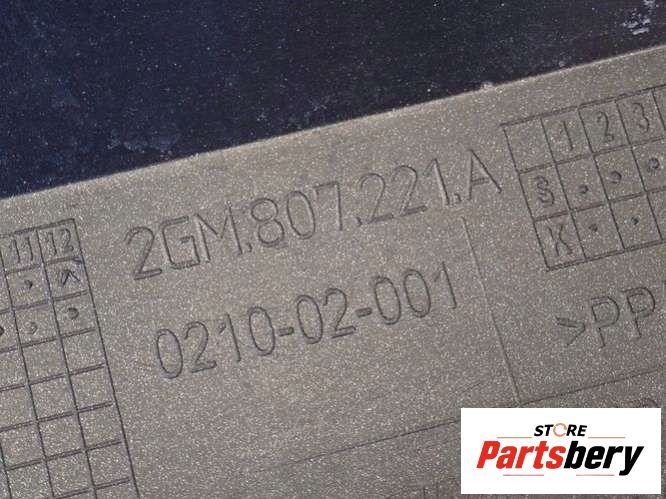 2GM.807.221.A
0210-02-001
11 12
1 2 3
S
K
>PP
STORE
Partsbery